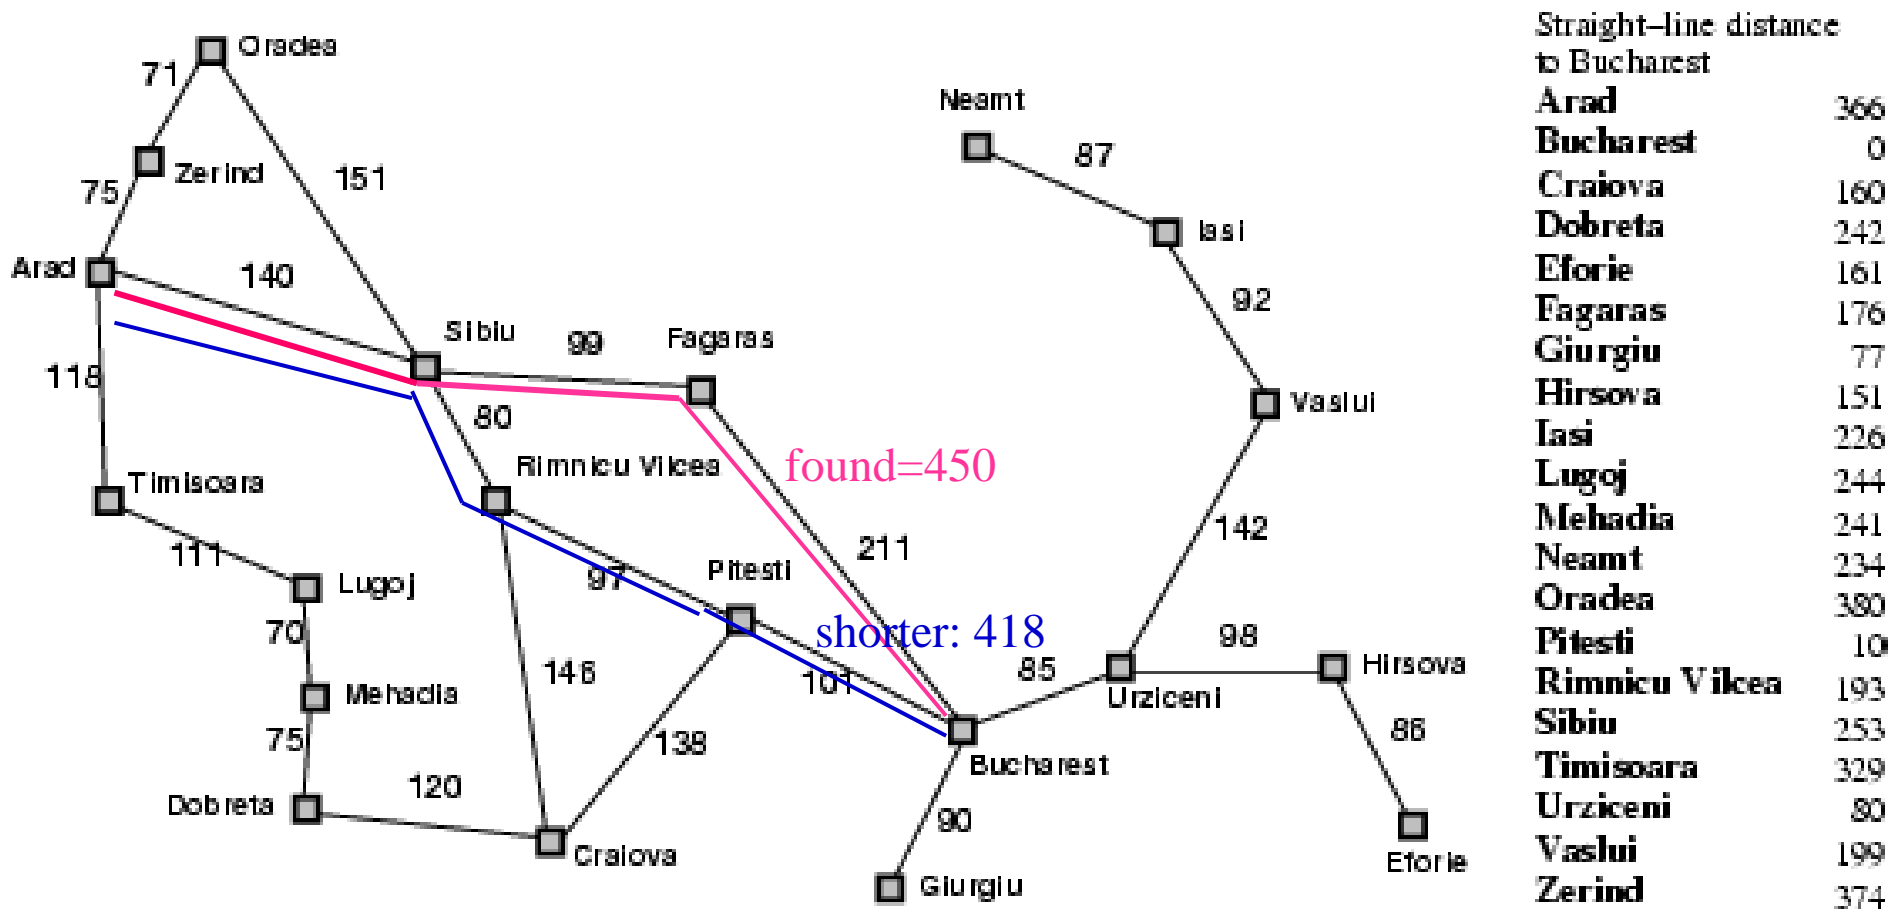 Oradea
71
Neamt
87
Zerind
151
75
Iasi
Arad
140
92
Sibiu
99
Fagaras
118
80
Vaslui
Rimnicu Vilcea
found=450
Timisoara
142
211
111
97
Pitesti
Lugoj
70
shorter: 418
98
85
Hirsova
146
101
Mehadia
Urziceni
86
138
75
Bucharest
120
Dobreta
90
Craiova
Eforie
Giurgiu
Straight–line distance
to Bucharest
Arad 366
Bucharest 0
Craiova 160
Dobreta 242
Eforie 161
Fagaras 176
Giurgiu 77
Hirsova 151
Iasi 226
Lugoj 244
Mehadia 241
Neamt 234
Oradea 380
Pitesti 10
Rimnicu Vilcea 193
Sibiu 253
Timisoara 329
Urziceni 80
Vaslui 199
Zerind 374